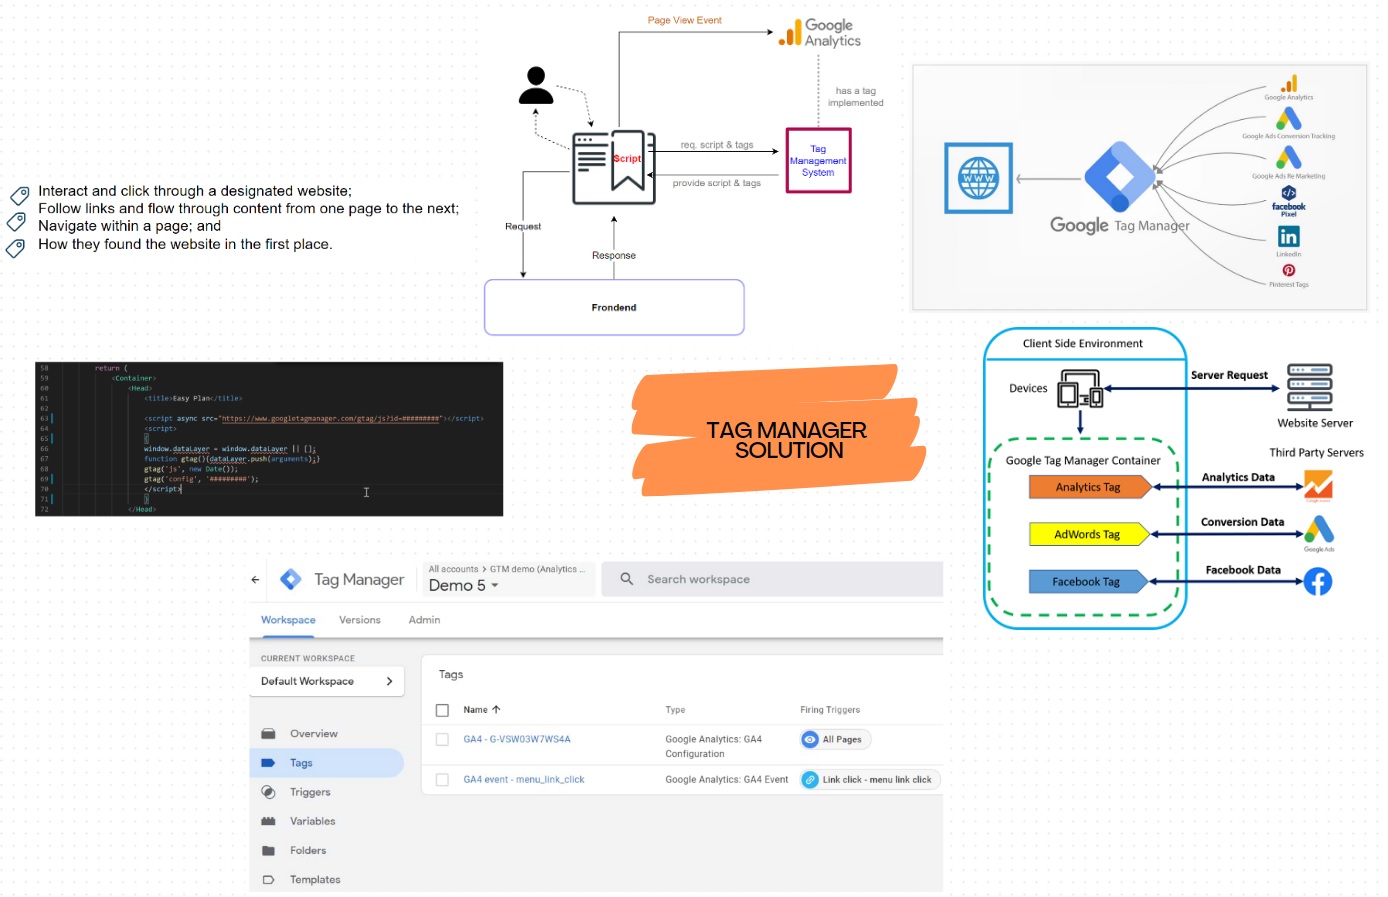 Interact and click through a designated website;
Follow links and flow through content from one page to the next;
Navigate within a page; and
How they found the website in the first place.
Page View Event
Google
Analytics
has a tag
implemented
Script
req. script & tags
provide script & tags
Tag
Management
System
Request
Response
Frondend
WWW
Google Tag Manager
Google Analytics
Google Ads Conversion Tracking
Google Ads Re Marketing
facebook
Pixel
in
LinkedIn
Pinterest Tags
58 return (
59 <Container>
60 <Head>
61 <title>Easy Plan</title>
62
63 <script async src="https://www.googletagmanager.com/gtag/js?id=#########"></script>
64 <script>
65 {
66 window.dataLayer = window.dataLayer || [];
67 function gtag(){dataLayer.push(arguments);}
68 gtag('js', new Date());
69 gtag('config', '#########');
70 </script>
71 }
72 </Head>
TAG MANAGER
SOLUTION
Client Side Environment
Devices
Server Request
Website Server
Google Tag Manager Container
Third Party Servers
Analytics Tag
Analytics Data
AdWords Tag
Conversion Data
Google Ads
Facebook Tag
Facebook Data
Tag Manager
All accounts > GTM demo (Analytics ...
Demo 5
Search workspace
Workspace Versions Admin
CURRENT WORKSPACE
Default Workspace
Overview
Tags
Triggers
Variables
Folders
Templates
Tags
Name Type Firing Triggers
GA4 - G-VSW03W7WS4A Google Analytics: GA4 All Pages
Configuration
GA4 event - menu_link_click Google Analytics: GA4 Event Link click - menu link click